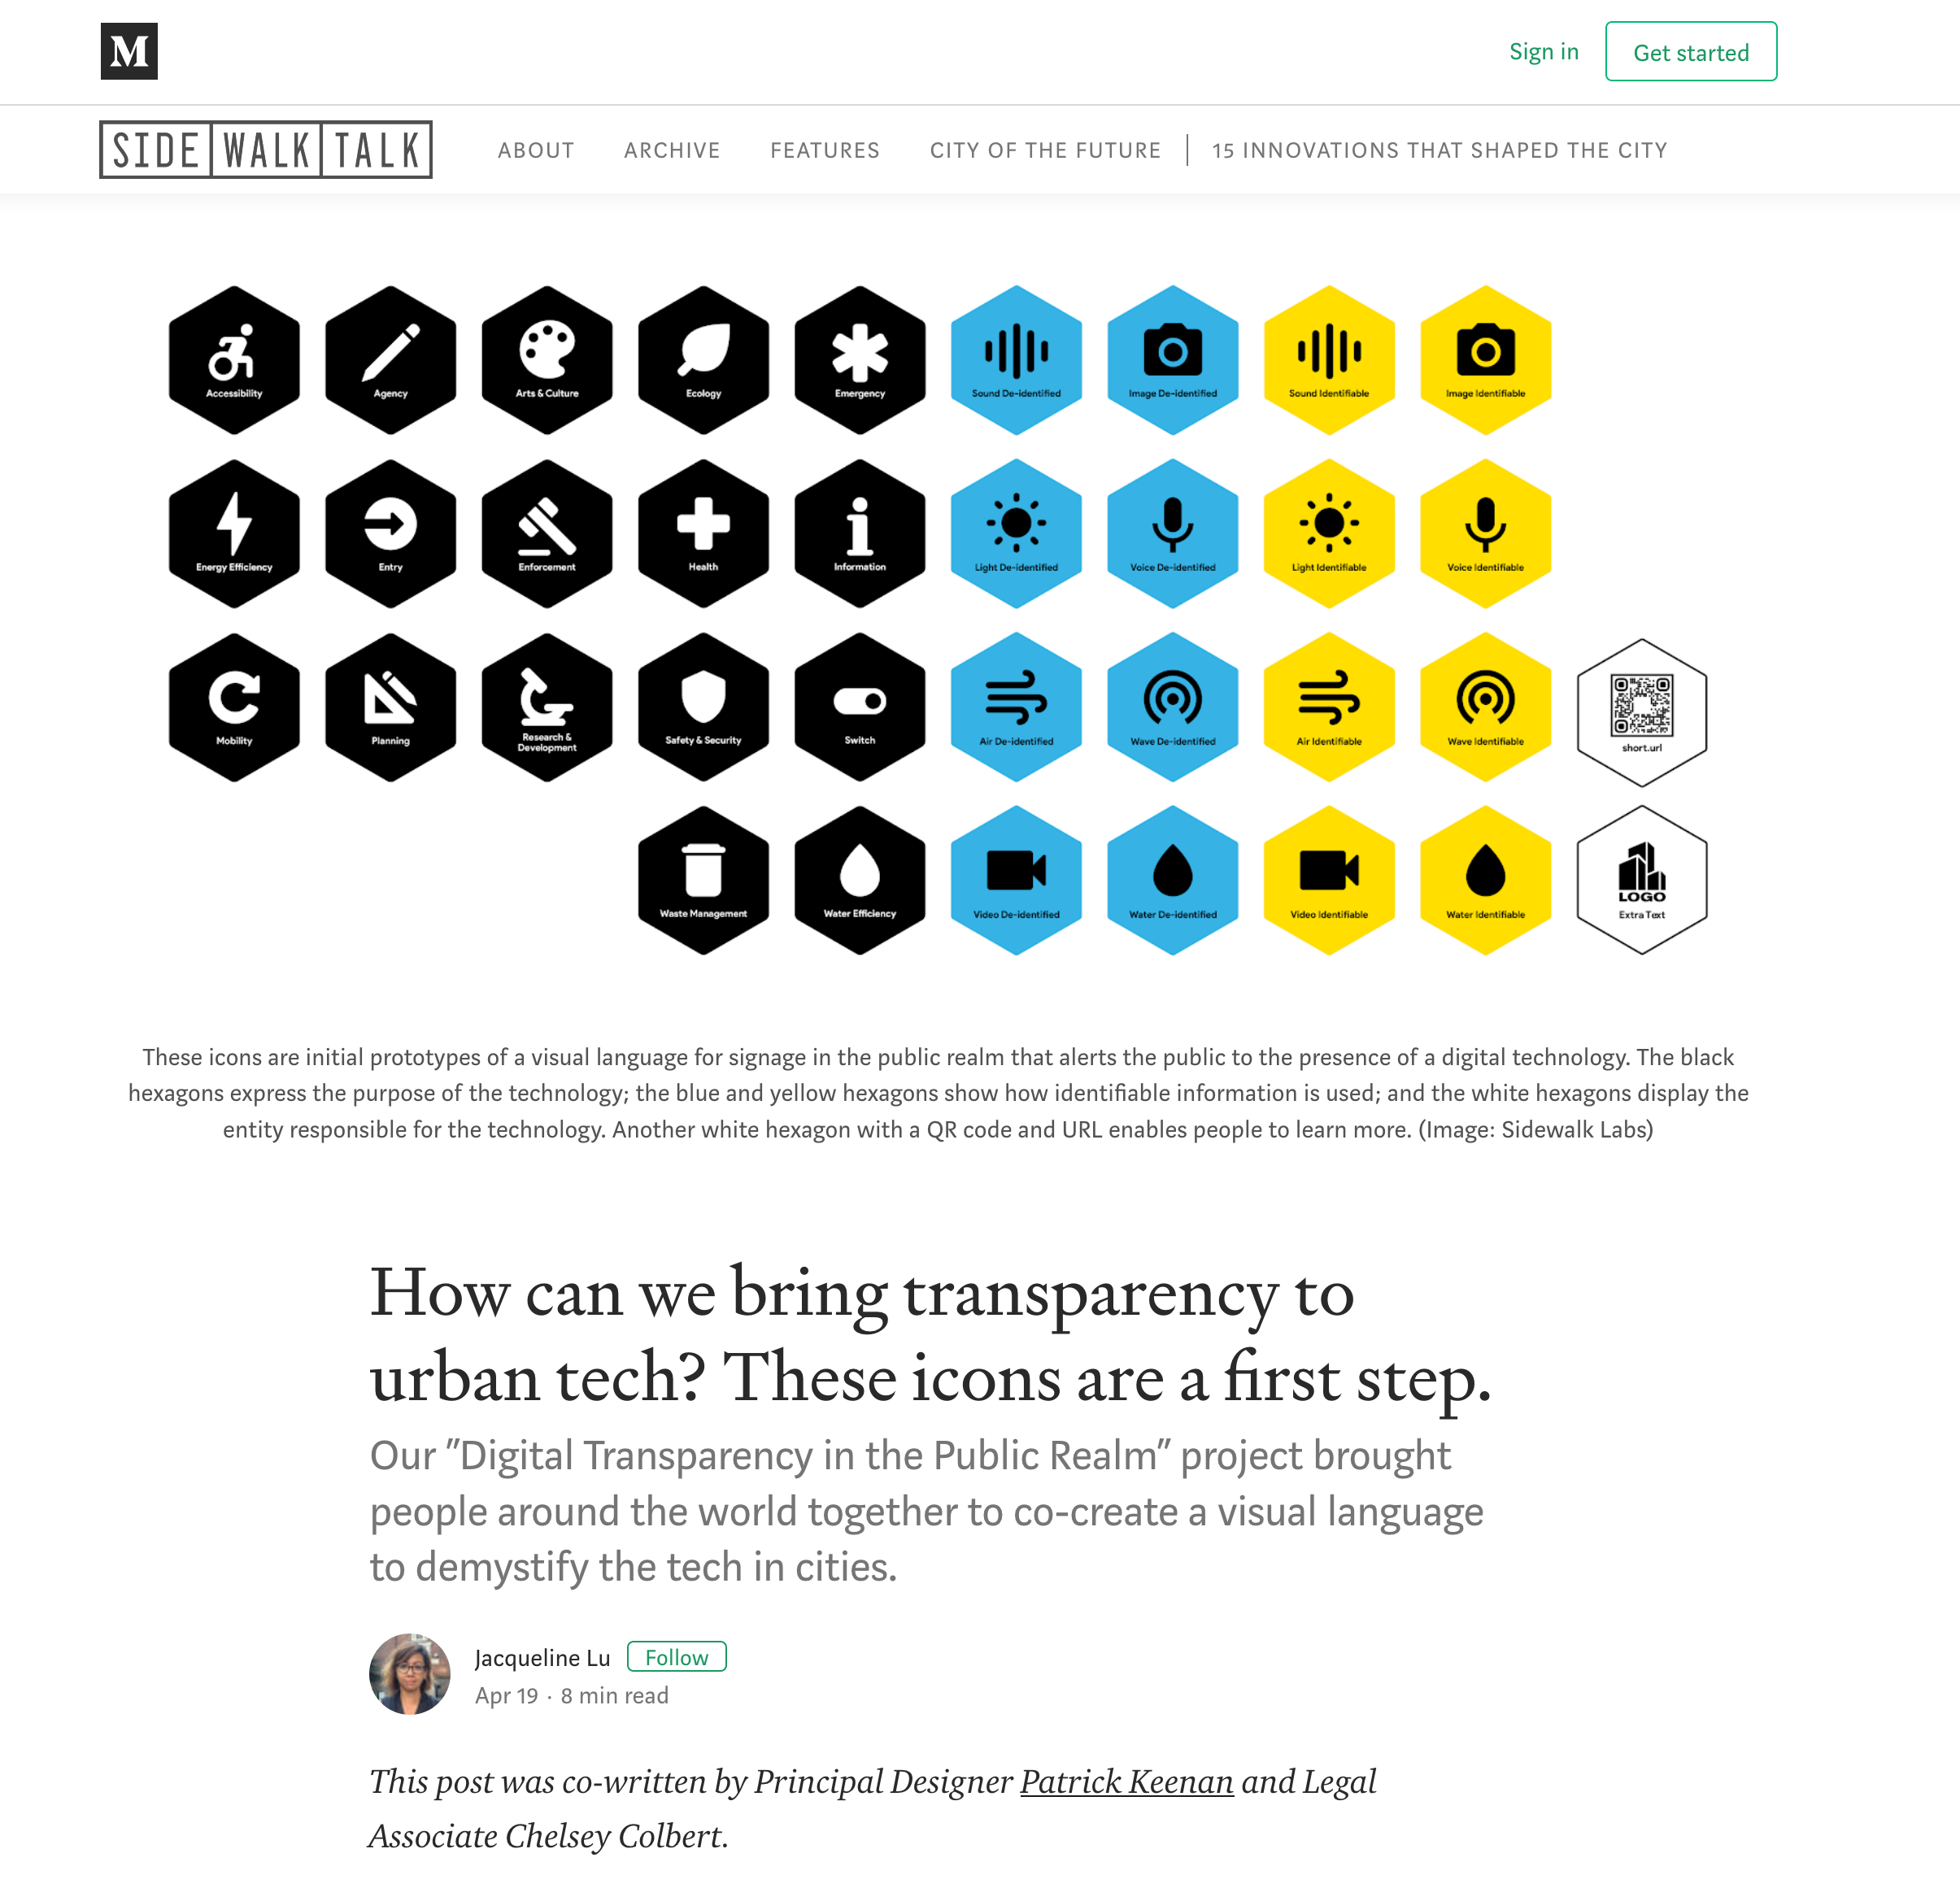 M
Sign in
Get started
SIDE WALK TALK
ABOUT
ARCHIVE
FEATURES
CITY OF THE FUTURE
15 INNOVATIONS THAT SHAPED THE CITY
Accessibility
Agency
Arts & Culture
Ecology
Emergency
Sound De-identified
Image De-identified
Sound Identifiable
Image Identifiable
Energy Efficiency
Entry
Enforcement
Health
Information
Light De-identified
Voice De-identified
Light Identifiable
Voice Identifiable
Mobility
Planning
Research &
Development
Safety & Security
Switch
Air De-identified
Wave De-identified
Air Identifiable
Wave Identifiable
short.url
Waste Management
Water Efficiency
Video De-identified
Water De-identified
Video Identifiable
Water Identifiable
LOGO
Extra Text
These icons are initial prototypes of a visual language for signage in the public realm that alerts the public to the presence of a digital technology. The black
hexagons express the purpose of the technology; the blue and yellow hexagons show how identifiable information is used; and the white hexagons display the
entity responsible for the technology. Another white hexagon with a QR code and URL enables people to learn more. (Image: Sidewalk Labs)
How can we bring transparency to
urban tech? These icons are a first step.
Our "Digital Transparency in the Public Realm" project brought
people around the world together to co-create a visual language
to demystify the tech in cities.
Jacqueline Lu
Follow
Apr 19 · 8 min read
This post was co-written by Principal Designer Patrick Keenan and Legal
Associate Chelsey Colbert.